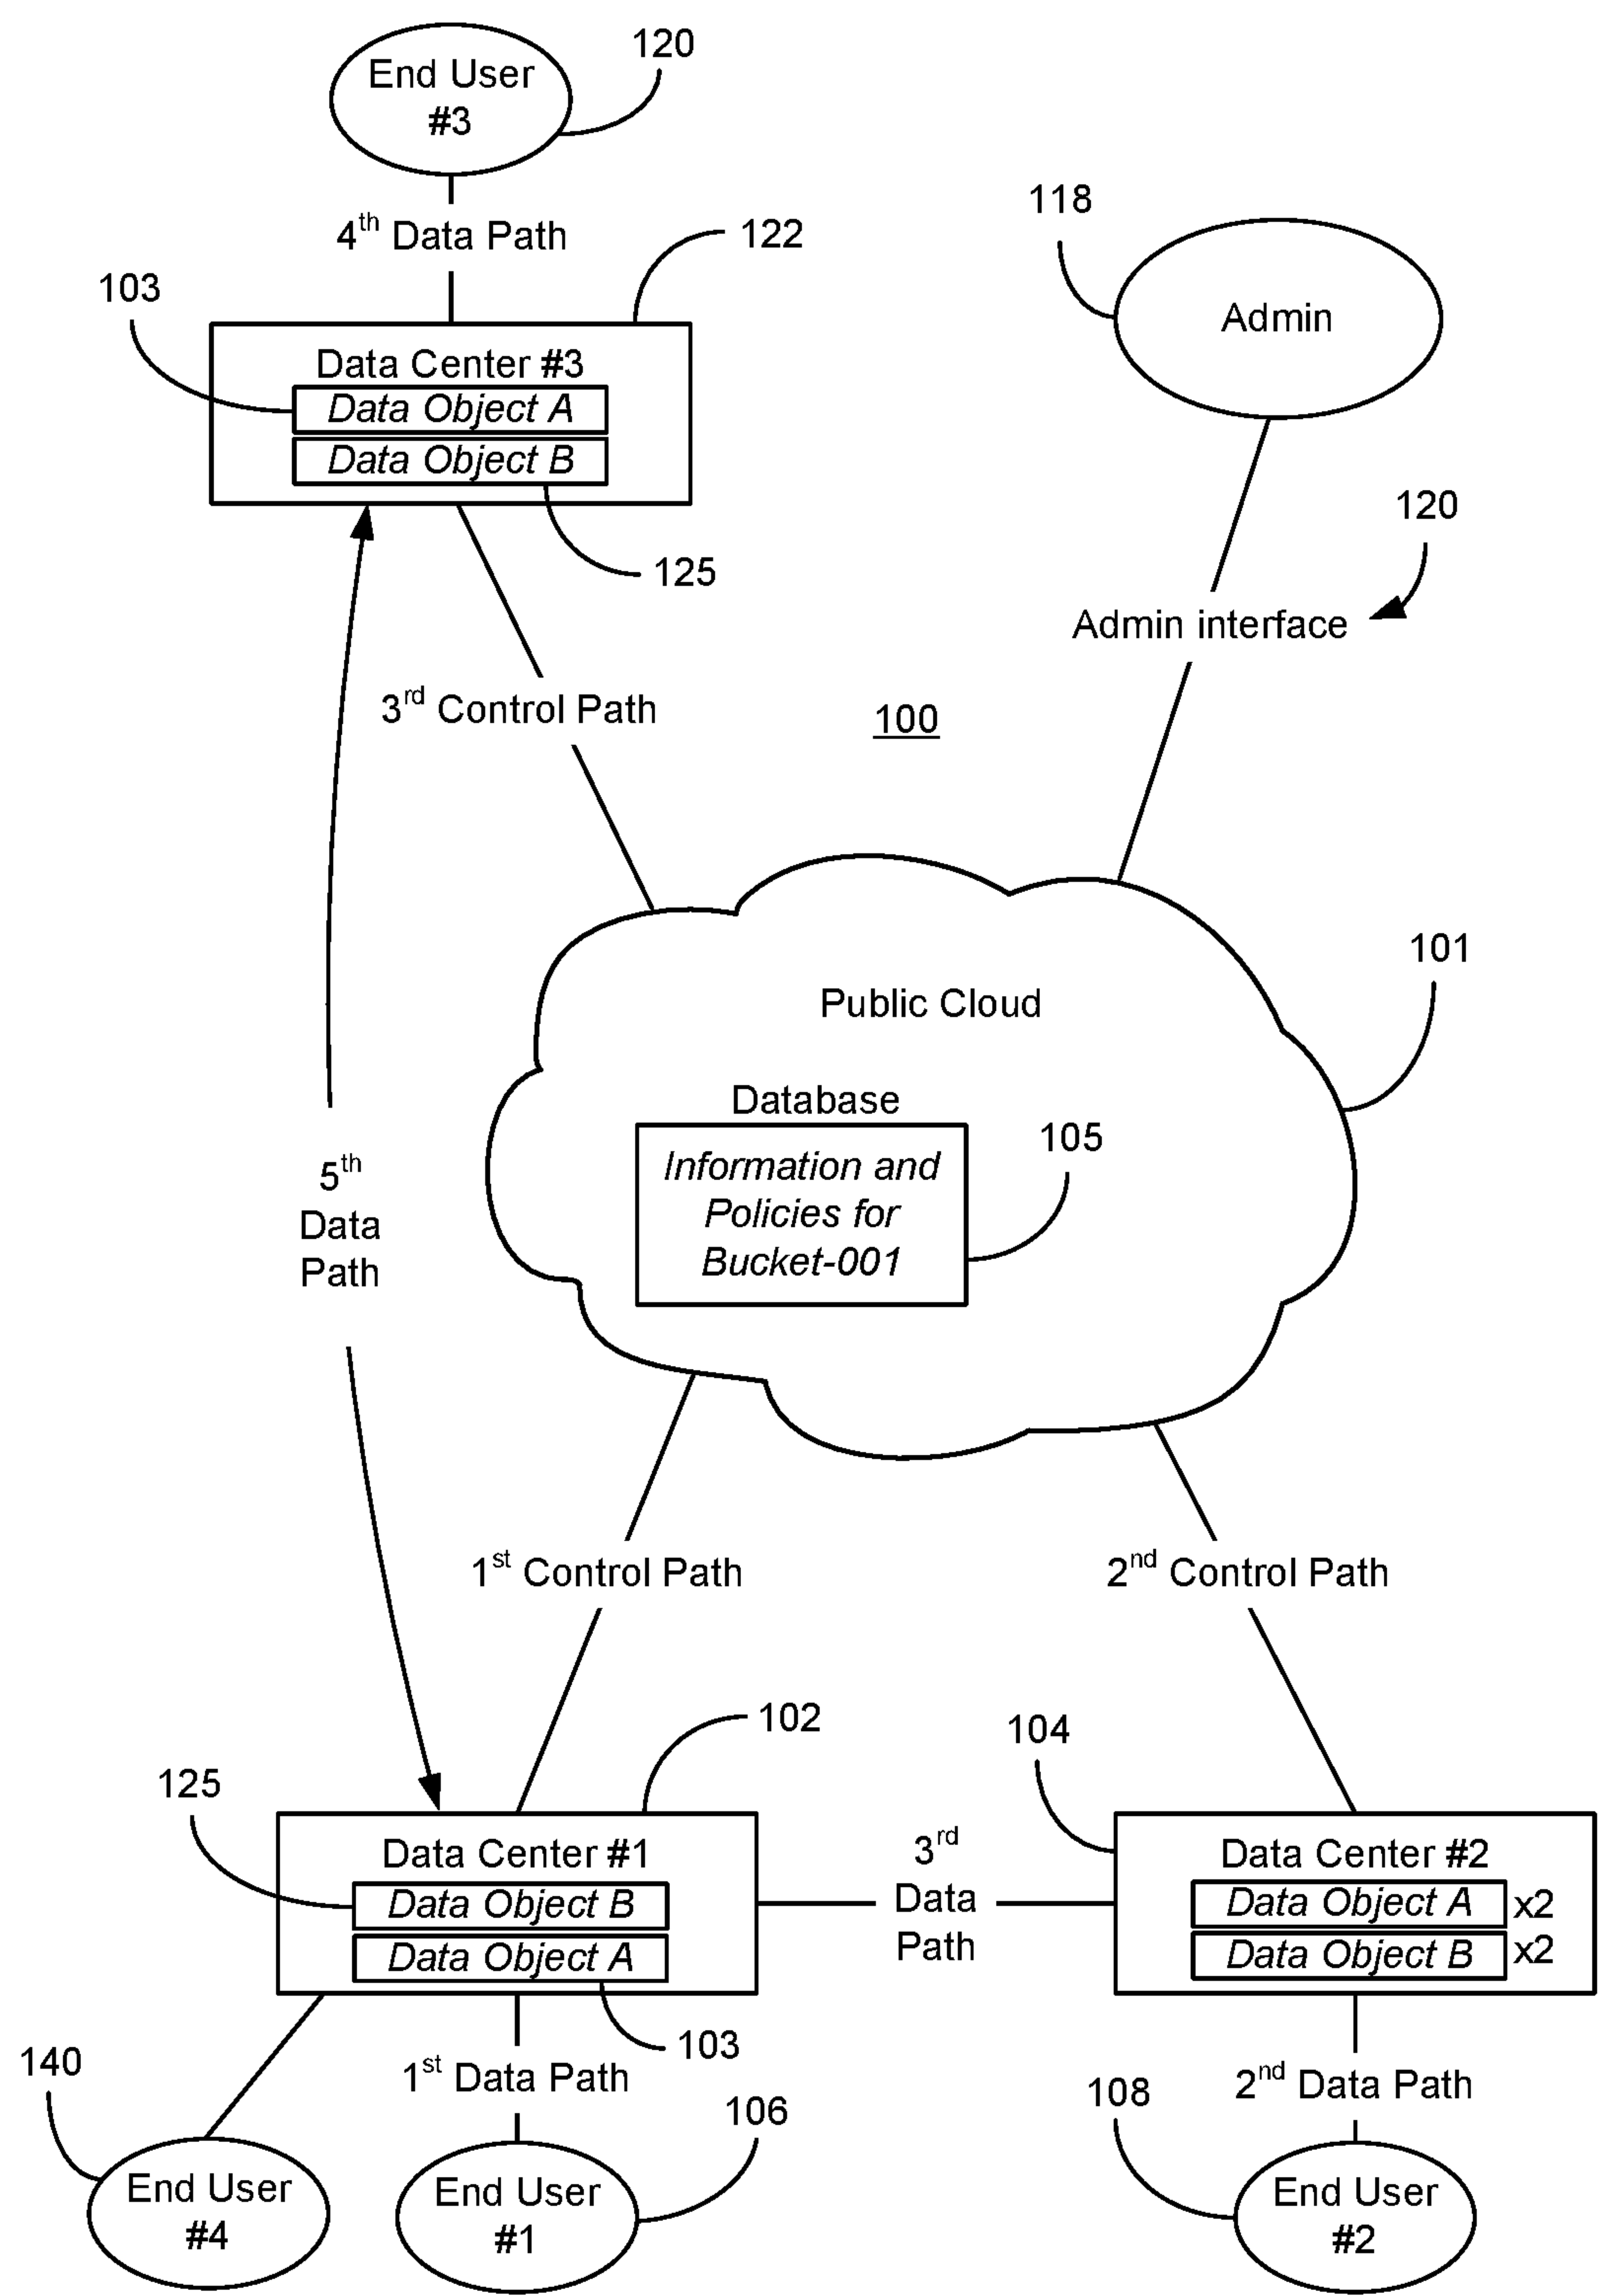 End User
#3
120
4th Data Path
122
103
Data Center #3
Data Object A
Data Object B
125
118
Admin
120
Admin interface
3rd Control Path
100
101
Public Cloud
Database
105
Information and
Policies for
Bucket-001
5th
Data
Path
1st Control Path
2nd Control Path
102
104
125
Data Center #1
Data Object B
Data Object A
103
3rd
Data
Path
Data Center #2
Data Object A x2
Data Object B x2
140
1st Data Path
106
108
2nd Data Path
End User
#4
End User
#1
End User
#2